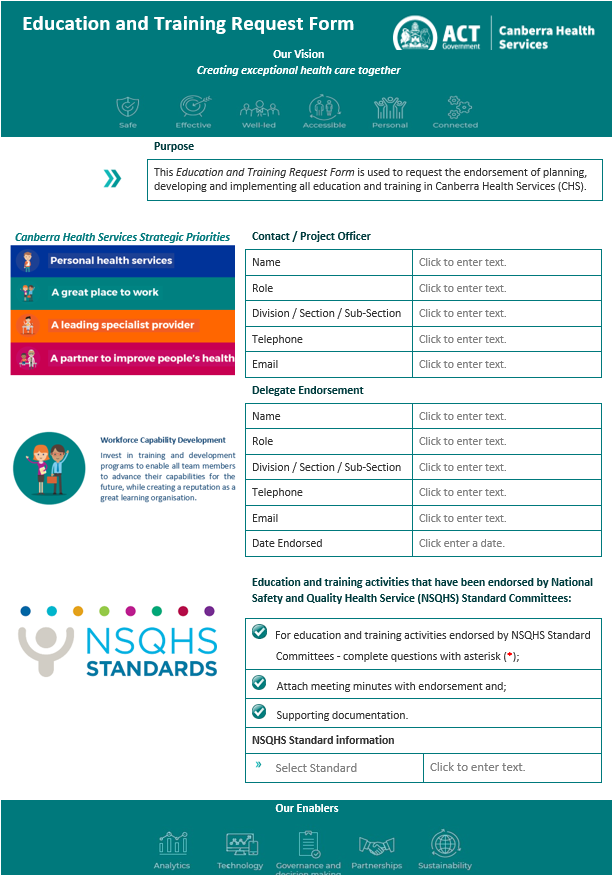 Education and Training Request Form
ACT
Government
Canberra Health
Services
Our Vision
Creating exceptional health care together
Safe
Effective
Well-led
Accessible
Personal
Connected
Purpose
This Education and Training Request Form is used to request the endorsement of planning,
developing and implementing all education and training in Canberra Health Services (CHS).
Canberra Health Services Strategic Priorities
Personal health services
A great place to work
A leading specialist provider
A partner to improve people's health
Contact / Project Officer
Name Click to enter text.
Role Click to enter text.
Division / Section / Sub-Section Click to enter text.
Telephone Click to enter text.
Email Click to enter text.
Delegate Endorsement
Name Click to enter text.
Role Click to enter text.
Division / Section / Sub-Section Click to enter text.
Telephone Click to enter text.
Email Click to enter text.
Date Endorsed Click enter a date.
Workforce Capability Development
Invest in training and development
programs to enable all team members
to advance their capabilities for the
future, while creating a reputation as a
great learning organisation.
Education and training activities that have been endorsed by National
Safety and Quality Health Service (NSQHS) Standard Committees:
NSQHS
STANDARDS
For education and training activities endorsed by NSQHS Standard
Committees - complete questions with asterisk (*);
Attach meeting minutes with endorsement and;
Supporting documentation.
NSQHS Standard information
» Select Standard Click to enter text.
Our Enablers
Analytics
Technology
Governance and
decision making
Partnerships
Sustainability